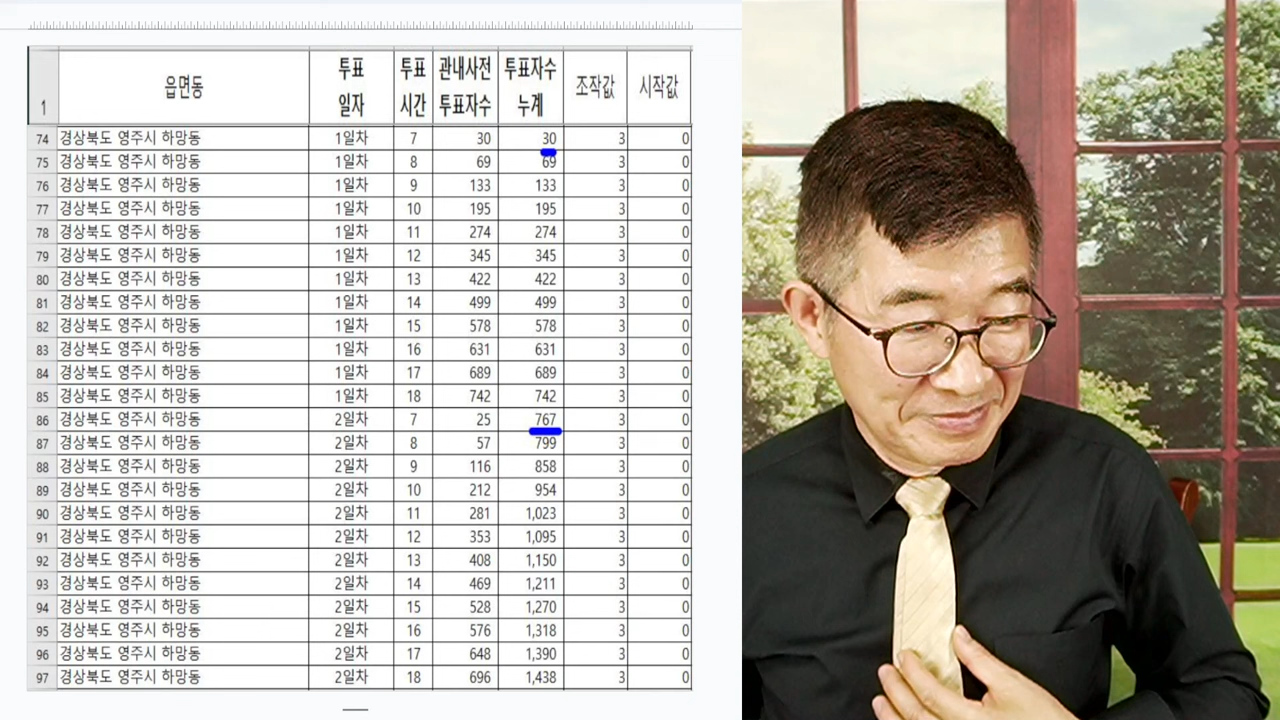 1 읍면동 투표 일자 투표 시간 관내사전 투표자수 투표자수 누계 조작값 시작값
74 경상북도 영주시 하망동 1일차 7 30 30 3 0
75 경상북도 영주시 하망동 1일차 8 69 69 3 0
76 경상북도 영주시 하망동 1일차 9 133 133 3 0
77 경상북도 영주시 하망동 1일차 10 195 195 3 0
78 경상북도 영주시 하망동 1일차 11 274 274 3 0
79 경상북도 영주시 하망동 1일차 12 345 345 3 0
80 경상북도 영주시 하망동 1일차 13 422 422 3 0
81 경상북도 영주시 하망동 1일차 14 499 499 3 0
82 경상북도 영주시 하망동 1일차 15 578 578 3 0
83 경상북도 영주시 하망동 1일차 16 631 631 3 0
84 경상북도 영주시 하망동 1일차 17 689 689 3 0
85 경상북도 영주시 하망동 1일차 18 742 742 3 0
86 경상북도 영주시 하망동 2일차 7 25 767 3 0
87 경상북도 영주시 하망동 2일차 8 57 799 3 0
88 경상북도 영주시 하망동 2일차 9 116 858 3 0
89 경상북도 영주시 하망동 2일차 10 212 954 3 0
90 경상북도 영주시 하망동 2일차 11 281 1,023 3 0
91 경상북도 영주시 하망동 2일차 12 353 1,095 3 0
92 경상북도 영주시 하망동 2일차 13 408 1,150 3 0
93 경상북도 영주시 하망동 2일차 14 469 1,211 3 0
94 경상북도 영주시 하망동 2일차 15 528 1,270 3 0
95 경상북도 영주시 하망동 2일차 16 576 1,318 3 0
96 경상북도 영주시 하망동 2일차 17 648 1,390 3 0
97 경상북도 영주시 하망동 2일차 18 696 1,438 3 0